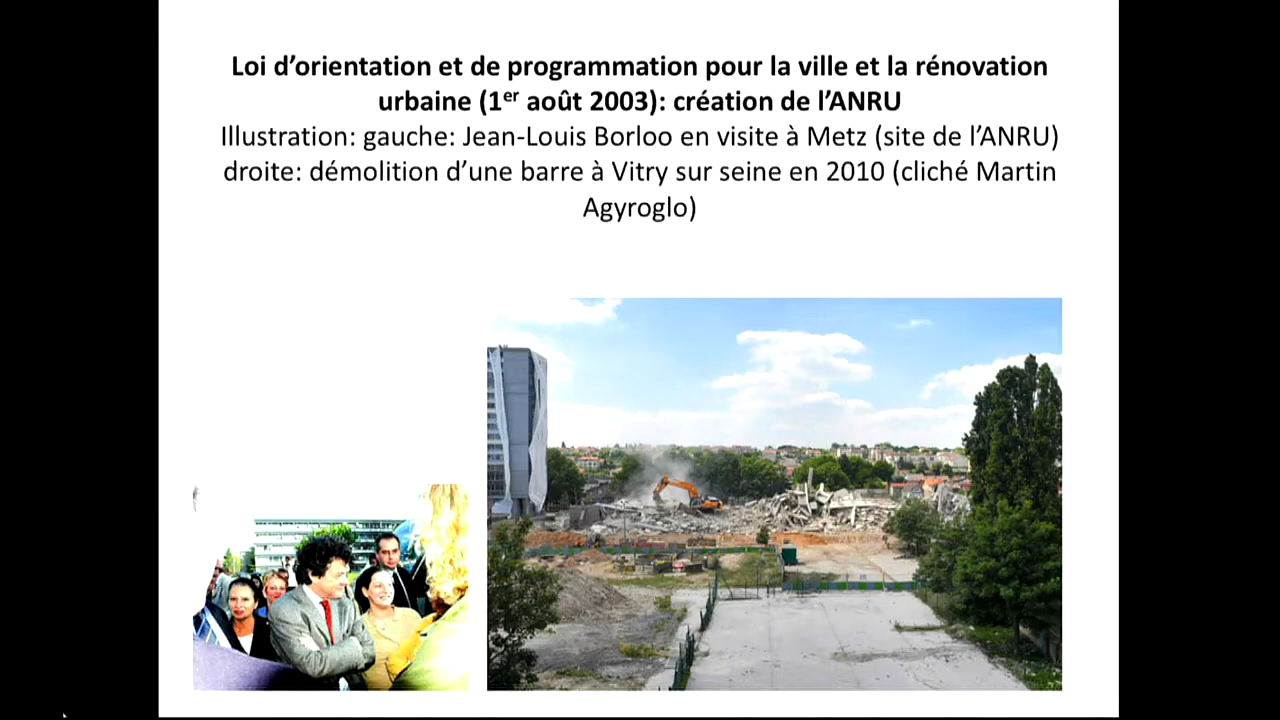 Loi d’orientation et de programmation pour la ville et la rénovation
urbaine (1er août 2003): création de l’ANRU
Illustration: gauche: Jean-Louis Borloo en visite à Metz (site de l’ANRU)
droite: démolition d’une barre à Vitry sur seine en 2010 (cliché Martin
Agyroglo)